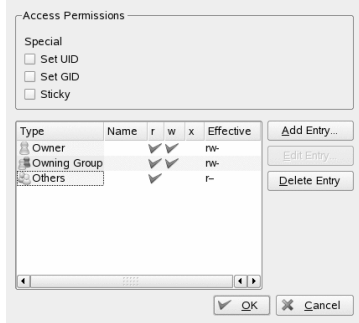 Access Permissions
Special
Set UID
Set GID
Sticky
Type Name r w x Effective
Owner rw-
Owning Group rw-
Others r--
Add Entry...
Edit Entry...
Delete Entry
OK Cancel